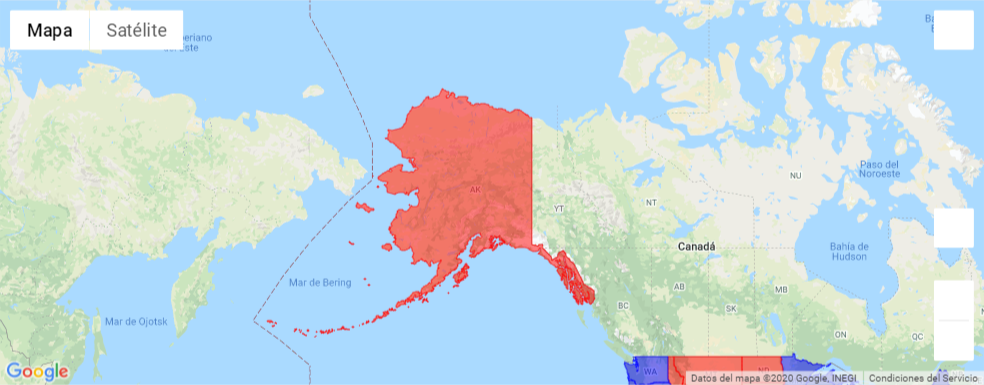 Mapa
Satélite
AK
YT
NT
NU
Paso del
Noroeste
Canadá
Bahía de
Hudson
Mar de Bering
Mar de Ojotsk
BC
AB
SK
MB
ON
QC
WA
ND
Google
Datos del mapa ©2020 Google, INEGI
Condiciones del Servicio